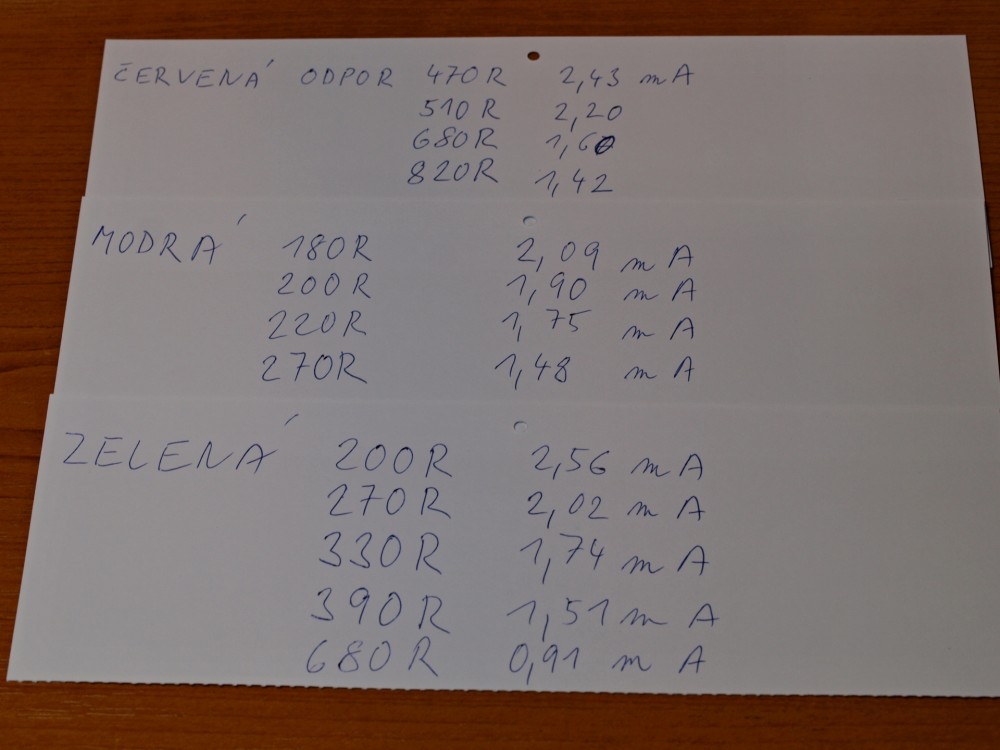 ČERVENÁ ODPOR 470R 2,43 mA
510R 2,20
680R 1,60
820R 1,42
MODRÁ 180R 2,09 mA
200R 1,90 mA
220R 1,75 mA
270R 1,48 mA
ZELENÁ 200R 2,56 mA
270R 2,02 mA
330R 1,74 mA
390R 1,51 mA
680R 0,91 mA